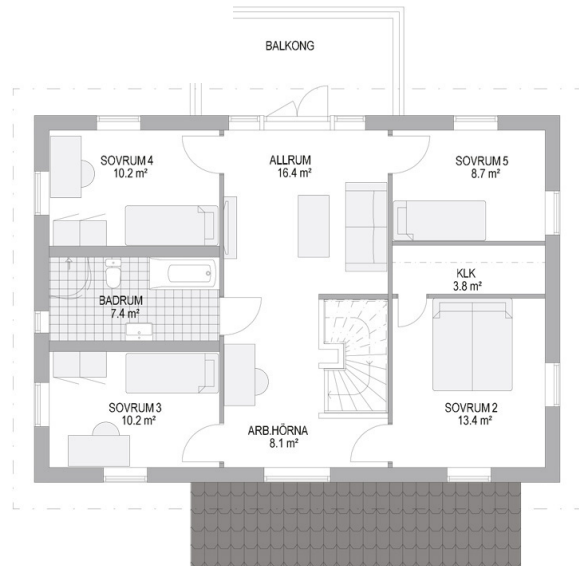 BALKONG
SOVRUM 4
10.2 m²
ALLRUM
16.4 m²
SOVRUM 5
8.7 m²
KLK
3.8 m²
BADRUM
7.4 m²
SOVRUM 3
10.2 m²
ARB.HÖRNA
8.1 m²
SOVRUM 2
13.4 m²